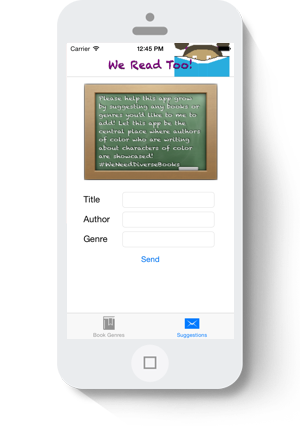 Carrier 12:45 PM
We Read Too!
Please help this app grow
by suggesting any books or
genres you'd like to me to
add! Let this app be the
central place where authors
of color who are writing
about characters of color
are showcased!
#WeNeedDiverseBooks
Title
Author
Genre
Send
Book Genres Suggestions